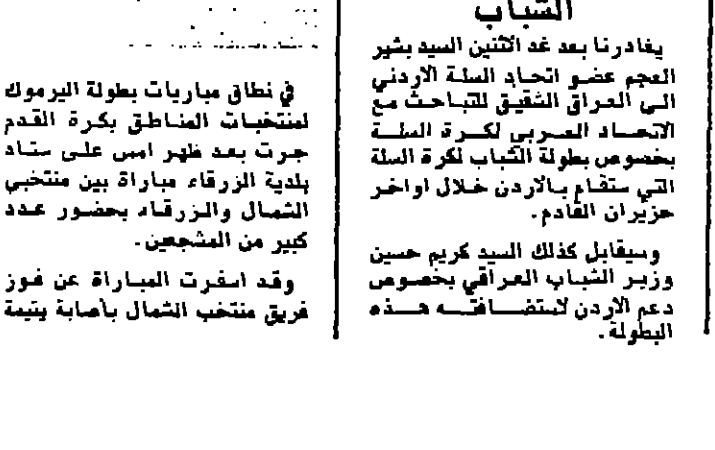 الشباب
يغادرنا بعد غد الاثنين السيد بشير
العجم عضو اتحاد السلة الاردني
الى العراق الشقيق للتباحث مع
الاتحاد العربي لكرة السلة
بخصوص بطولة الشباب لكرة السلة
التي ستقام بالاردن خلال اواخر
حزيران القادم.
وسيقابل كذلك السيد كريم حسين
وزير الشباب العراقي بخصوص
دعم الاردن لاستضافته هذه
البطولة.
في نطاق مباريات بطولة اليرموك
لمنتخبات المناطق بكرة القدم
جرت بعد ظهر امس على ستاد
بلدية الزرقاء مباراة بين منتخبي
الشمال والزرقاء بحضور عدد
كبير من المشجعين.
وقد اسفرت المباراة عن فوز
فريق منتخب الشمال بأصابة يتيمة